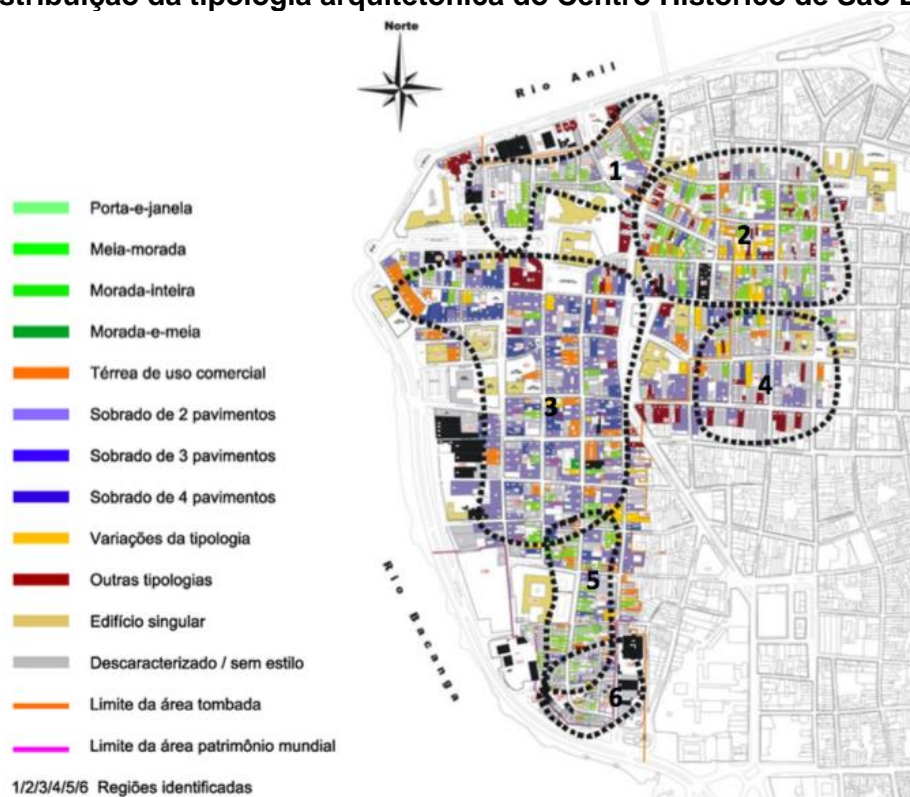 stribuição da tipologia arquitetônica do Centro Histórico de São L
Norte
Rio Anil
1
2
3
4
5
6
Rio Bacanga
Porta-e-janela
Meia-morada
Morada-inteira
Morada-e-meia
Térrea de uso comercial
Sobrado de 2 pavimentos
Sobrado de 3 pavimentos
Sobrado de 4 pavimentos
Variações da tipologia
Outras tipologias
Edifício singular
Descaracterizado / sem estilo
Limite da área tombada
Limite da área patrimônio mundial
1/2/3/4/5/6 Regiões identificadas